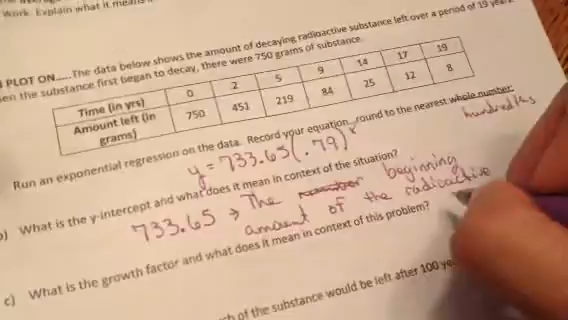 Work. Explain what it means
PLOT ON.....The data below shows the amount of decaying radioactive substance left over a period of 19 years.
en the substance first began to decay, there were 750 grams of substance.
Time (in yrs) 0 2 5 9 14 17 19
Amount left (in grams) 750 451 219 84 25 12 8
Run an exponential regression on the data. Record your equation, round to the nearest whole number.
hundredths
y = 733.65(.79)ˣ
b) What is the y-intercept and what does it mean in context of the situation?
733.65 → The beginning
amount of the radioactive
c) What is the growth factor and what does it mean in context of this problem?
ch of the substance would be left after 100 ye